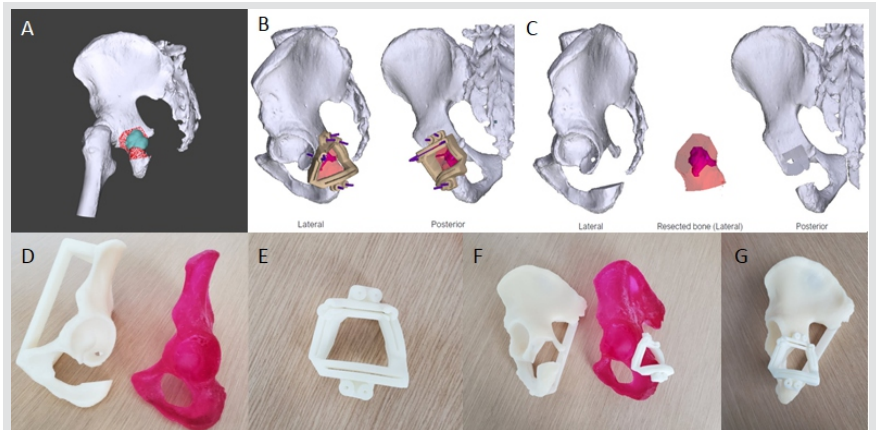 A
B
C
Lateral
Posterior
Lateral
Resected bone (Lateral)
Posterior
D
E
F
G